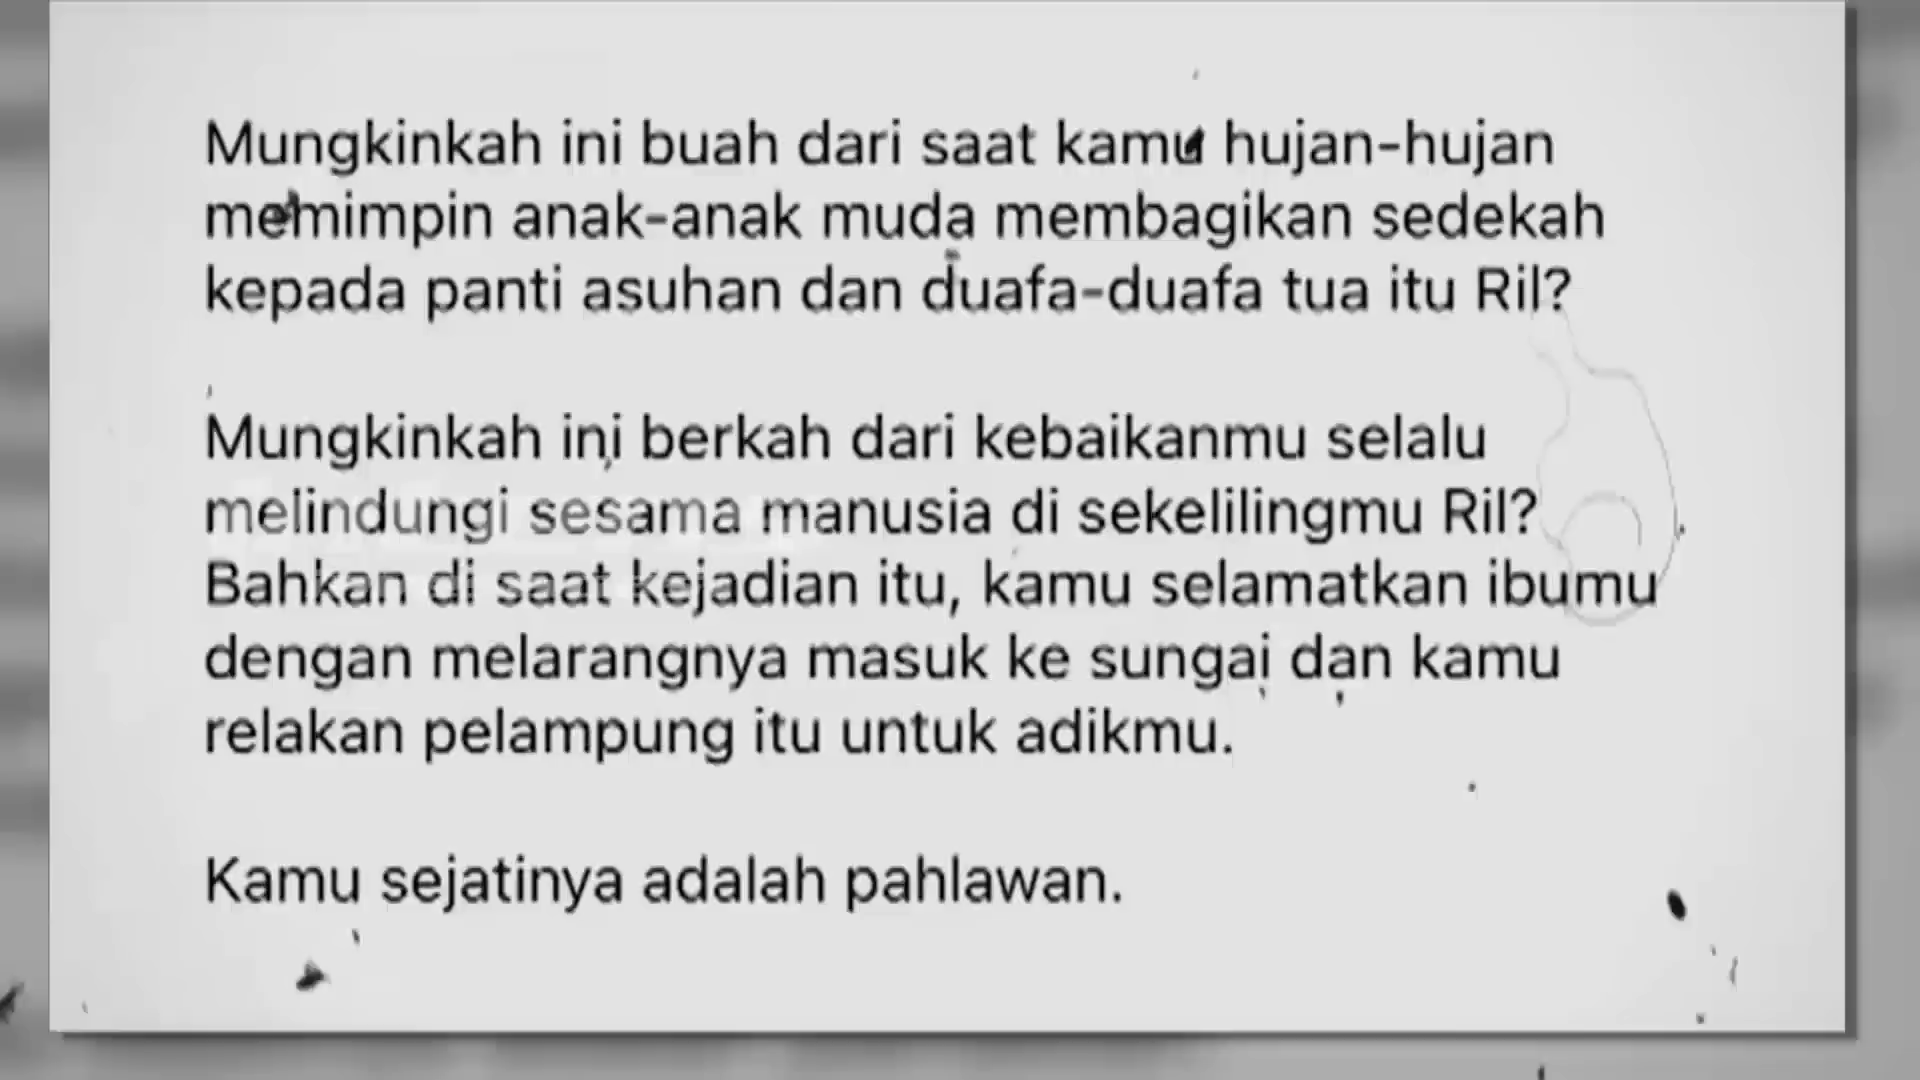 Mungkinkah ini buah dari saat kamu hujan-hujan
memimpin anak-anak muda membagikan sedekah
kepada panti asuhan dan duafa-duafa tua itu Ril?
Mungkinkah ini berkah dari kebaikanmu selalu
melindungi sesama manusia di sekelilingmu Ril?
Bahkan di saat kejadian itu, kamu selamatkan ibumu
dengan melarangnya masuk ke sungai dan kamu
relakan pelampung itu untuk adikmu.
Kamu sejatinya adalah pahlawan.